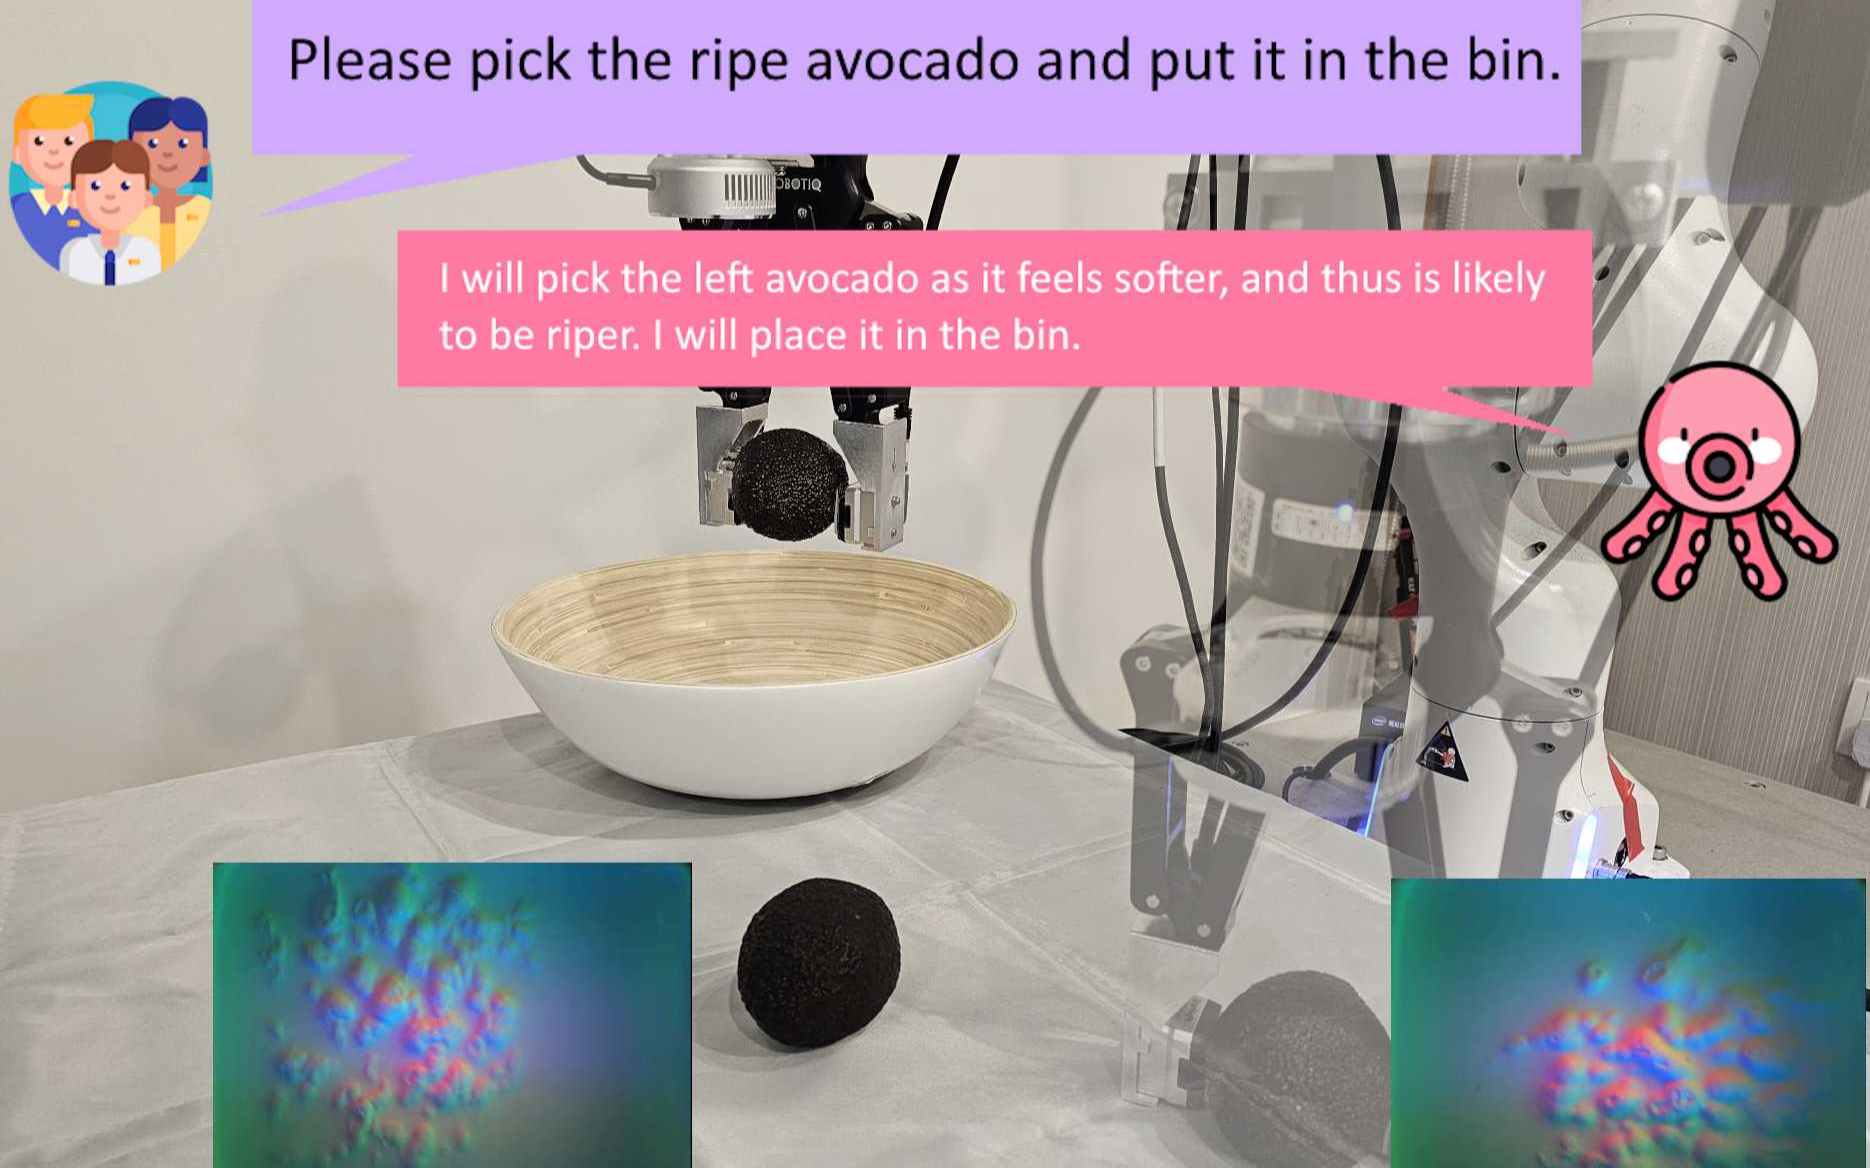 Please pick the ripe avocado and put it in the bin.
OBOTIQ
I will pick the left avocado as it feels softer, and thus is likely
to be riper. I will place it in the bin.